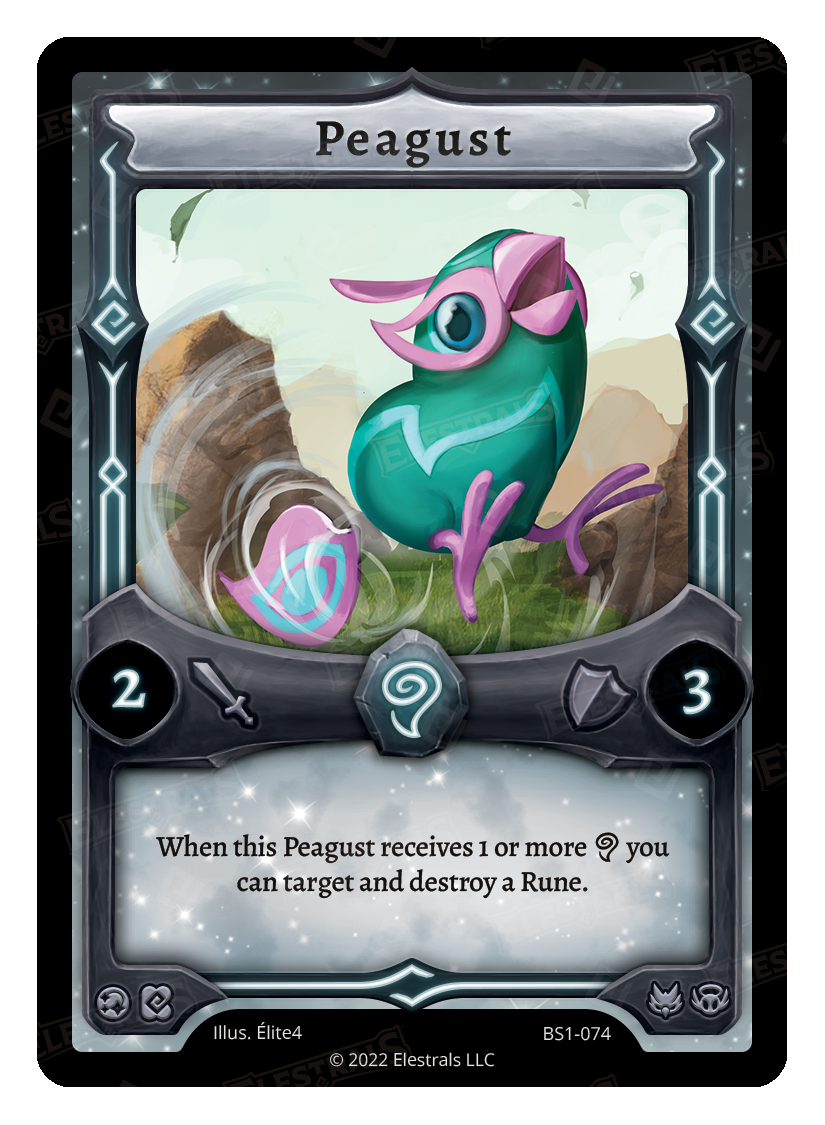 Peagust
2
3
When this Peagust receives 1 or more you
can target and destroy a Rune.
Illus. Élite4
BS1-074
© 2022 Elestrals LLC
ELESTRALS